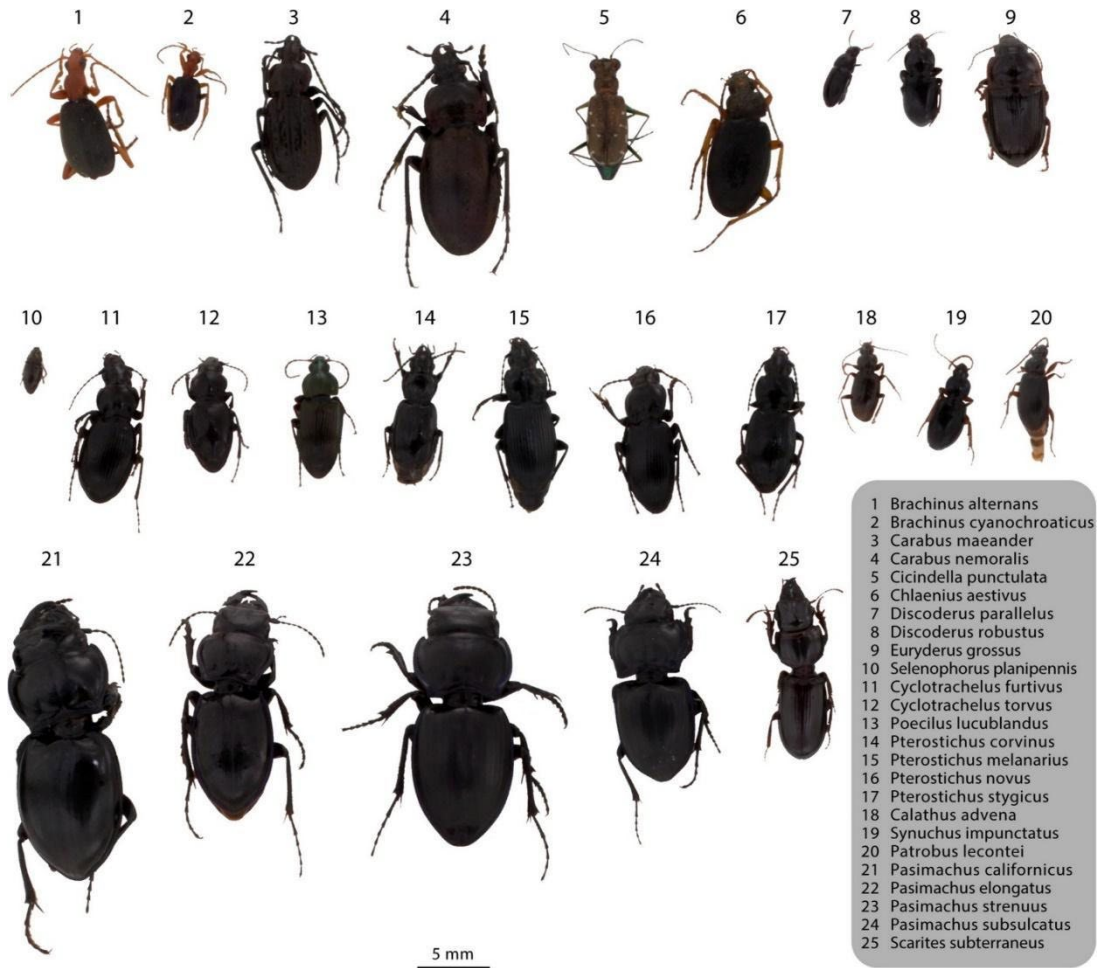 1 2 3 4 5 6 7 8 9
10 11 12 13 14 15 16 17 18 19 20
21 22 23 24 25
1 Brachinus alternans
2 Brachinus cyanochroaticus
3 Carabus maeander
4 Carabus nemoralis
5 Cicindella punctulata
6 Chlaenius aestivus
7 Discoderus parallelus
8 Discoderus robustus
9 Euryderus grossus
10 Selenophorus planipennis
11 Cyclotrachelus furtivus
12 Cyclotrachelus torvus
13 Poecilus lucublandus
14 Pterostichus corvinus
15 Pterostichus melanarius
16 Pterostichus novus
17 Pterostichus stygicus
18 Calathus advena
19 Synuchus impunctatus
20 Patrobus lecontei
21 Pasimachus californicus
22 Pasimachus elongatus
23 Pasimachus strenuus
24 Pasimachus subsulcatus
25 Scarites subterraneus
5 mm